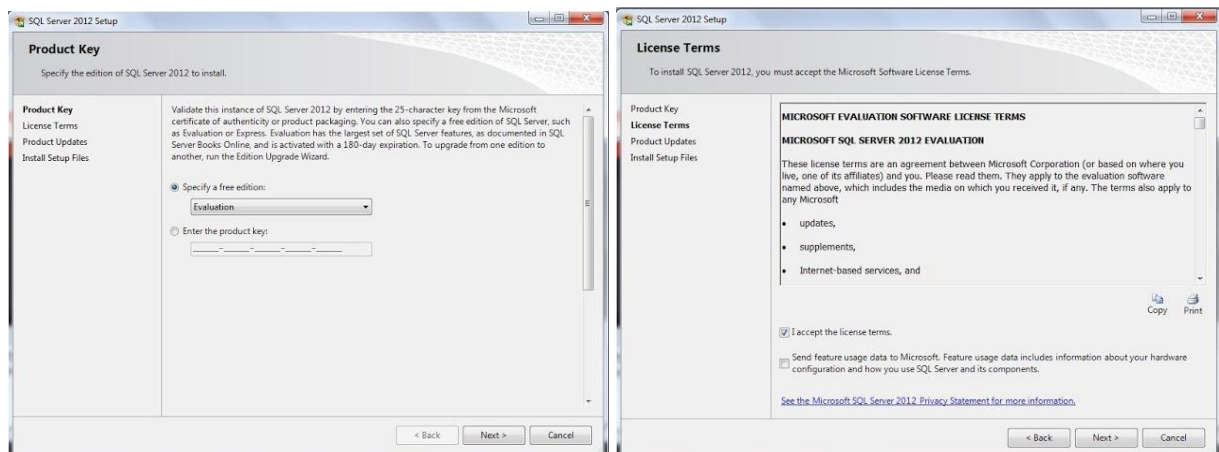 SQL Server 2012 Setup
Product Key
Specify the edition of SQL Server 2012 to install.
Product Key
License Terms
Product Updates
Install Setup Files
Validate this instance of SQL Server 2012 by entering the 25-character key from the Microsoft
certificate of authenticity or product packaging. You can also specify a free edition of SQL Server, such
as Evaluation or Express. Evaluation has the largest set of SQL Server features, as documented in SQL
Server Books Online, and is activated with a 180-day expiration. To upgrade from one edition to
another, run the Edition Upgrade Wizard.
Specify a free edition:
Evaluation
Enter the product key:
_____-_____-_____-_____-_____
< Back
Next >
Cancel
SQL Server 2012 Setup
License Terms
To install SQL Server 2012, you must accept the Microsoft Software License Terms.
Product Key
License Terms
Product Updates
Install Setup Files
MICROSOFT EVALUATION SOFTWARE LICENSE TERMS
MICROSOFT SQL SERVER 2012 EVALUATION
These license terms are an agreement between Microsoft Corporation (or based on where you
live, one of its affiliates) and you. Please read them. They apply to the evaluation software
named above, which includes the media on which you received it, if any. The terms also apply to
any Microsoft
• updates,
• supplements,
• Internet-based services, and
Copy
Print
I accept the license terms.
Send feature usage data to Microsoft. Feature usage data includes information about your hardware
configuration and how you use SQL Server and its components.
See the Microsoft SQL Server 2012 Privacy Statement for more information.
< Back
Next >
Cancel